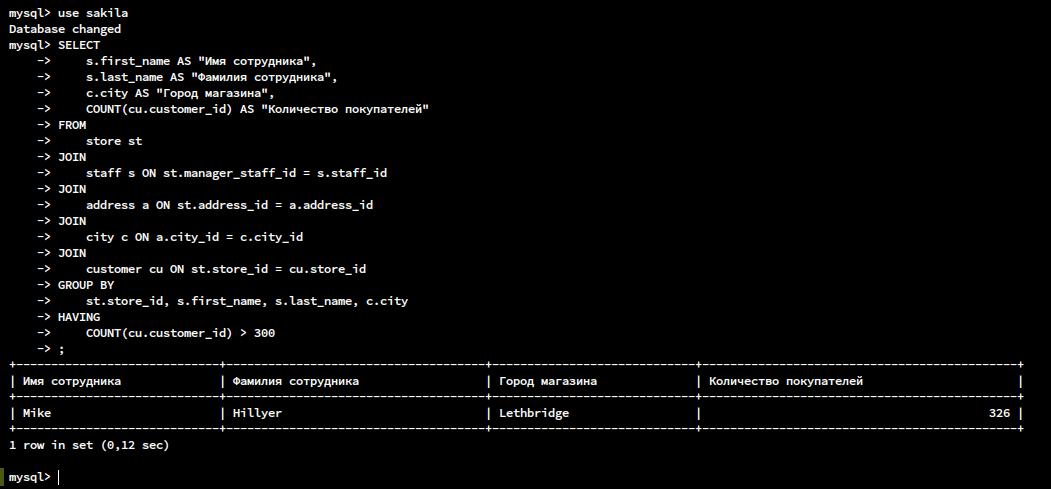 mysql> use sakila
Database changed
mysql> SELECT
    ->     s.first_name AS "Имя сотрудника",
    ->     s.last_name AS "Фамилия сотрудника",
    ->     c.city AS "Город магазина",
    ->     COUNT(cu.customer_id) AS "Количество покупателей"
    -> FROM
    ->     store st
    -> JOIN
    ->     staff s ON st.manager_staff_id = s.staff_id
    -> JOIN
    ->     address a ON st.address_id = a.address_id
    -> JOIN
    ->     city c ON a.city_id = c.city_id
    -> JOIN
    ->     customer cu ON st.store_id = cu.store_id
    -> GROUP BY
    ->     st.store_id, s.first_name, s.last_name, c.city
    -> HAVING
    ->     COUNT(cu.customer_id) > 300
    -> ;
+-----------------------------+-------------------------------------+-----------------------------+---------------------------------------------+
| Имя сотрудника              | Фамилия сотрудника                  | Город магазина              | Количество покупателей                      |
+-----------------------------+-------------------------------------+-----------------------------+---------------------------------------------+
| Mike                        | Hillyer                             | Lethbridge                  |                                         326 |
+-----------------------------+-------------------------------------+-----------------------------+---------------------------------------------+
1 row in set (0,12 sec)
mysql>